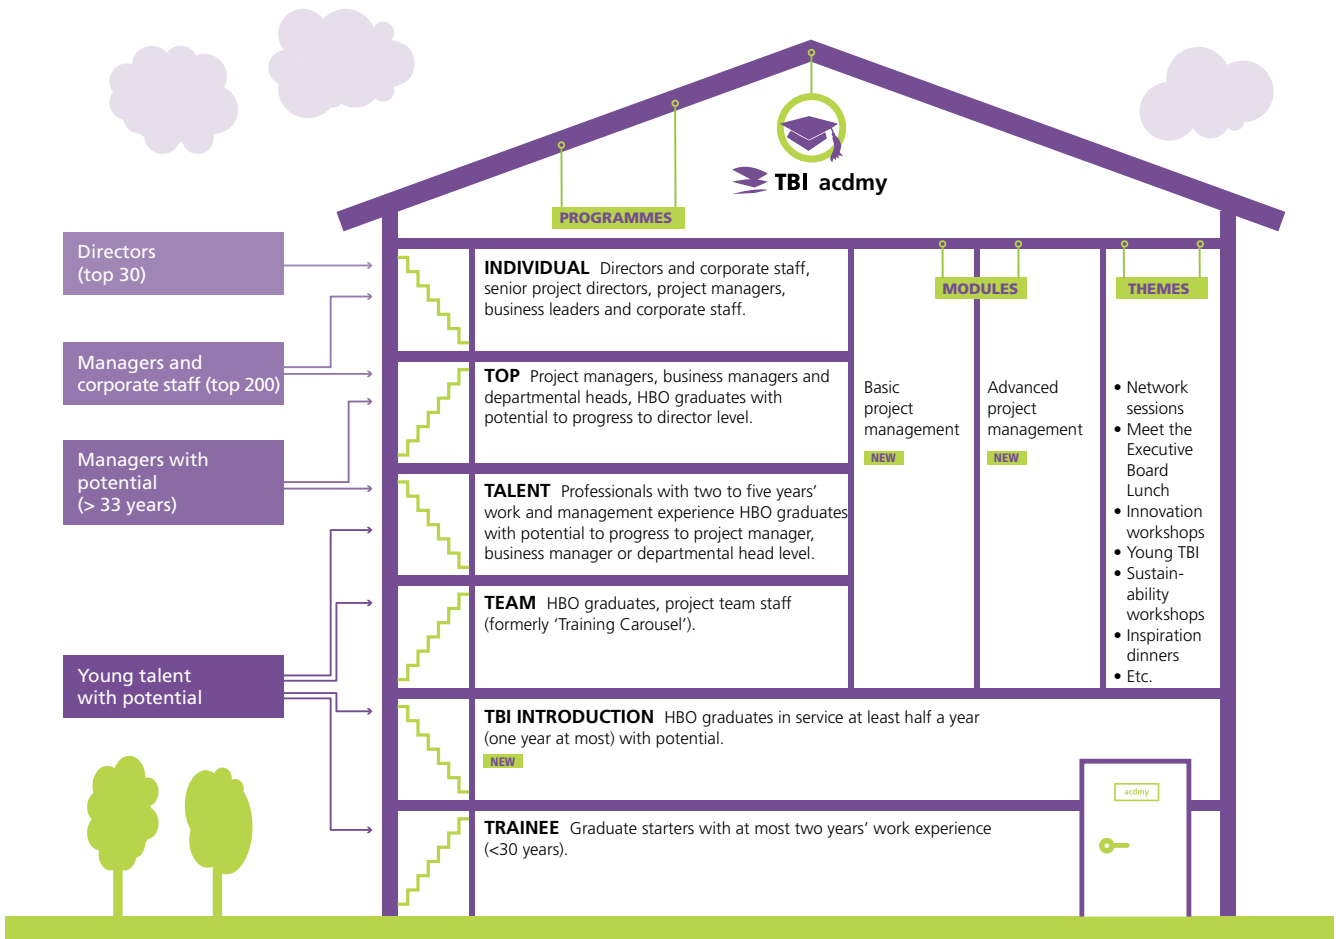 TBI acdmy
PROGRAMMES
Directors
(top 30)
Managers and
corporate staff (top 200)
Managers with
potential
(> 33 years)
Young talent
with potential
INDIVIDUAL Directors and corporate staff,
senior project directors, project managers,
business leaders and corporate staff.
TOP Project managers, business managers and
departmental heads, HBO graduates with
potential to progress to director level.
TALENT Professionals with two to five years’
work and management experience HBO graduates
with potential to progress to project manager,
business manager or departmental head level.
TEAM HBO graduates, project team staff
(formerly ‘Training Carousel’).
TBI INTRODUCTION HBO graduates in service at least half a year
(one year at most) with potential.
NEW
TRAINEE Graduate starters with at most two years’ work experience
(<30 years).
MODULES
Basic
project
management
NEW
Advanced
project
management
NEW
THEMES
• Network
sessions
• Meet the
Executive
Board
Lunch
• Innovation
workshops
• Young TBI
• Sustain-
ability
workshops
• Inspiration
dinners
• Etc.
acdmy